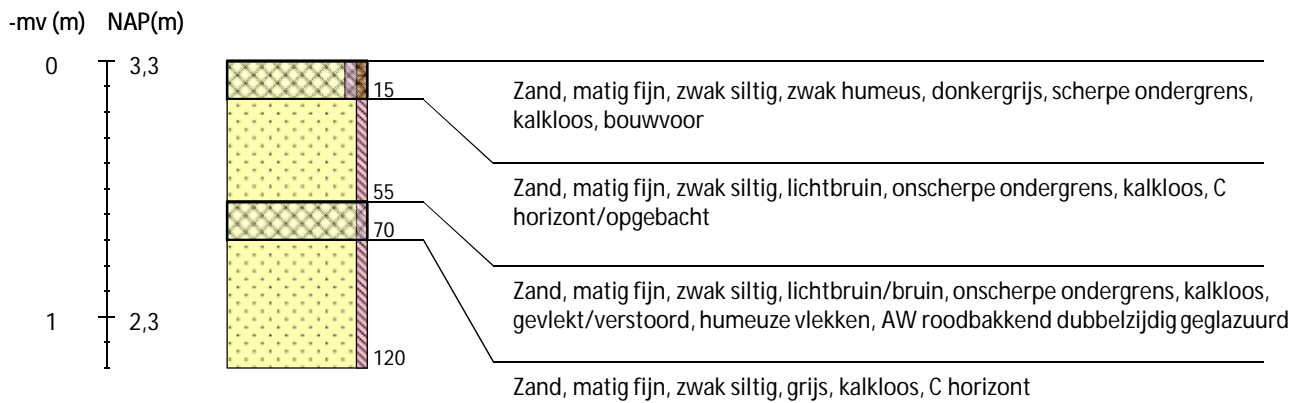 -mv (m) NAP(m)
0 3,3
15
Zand, matig fijn, zwak siltig, zwak humeus, donkergrijs, scherpe ondergrens,
kalkloos, bouwvoor
55
Zand, matig fijn, zwak siltig, lichtbruin, onscherpe ondergrens, kalkloos, C
horizont/opgebacht
70
Zand, matig fijn, zwak siltig, lichtbruin/bruin, onscherpe ondergrens, kalkloos,
gevlekt/verstoord, humeuze vlekken, AW roodbakkend dubbelzijdig geglazuurd
1 2,3
120
Zand, matig fijn, zwak siltig, grijs, kalkloos, C horizont